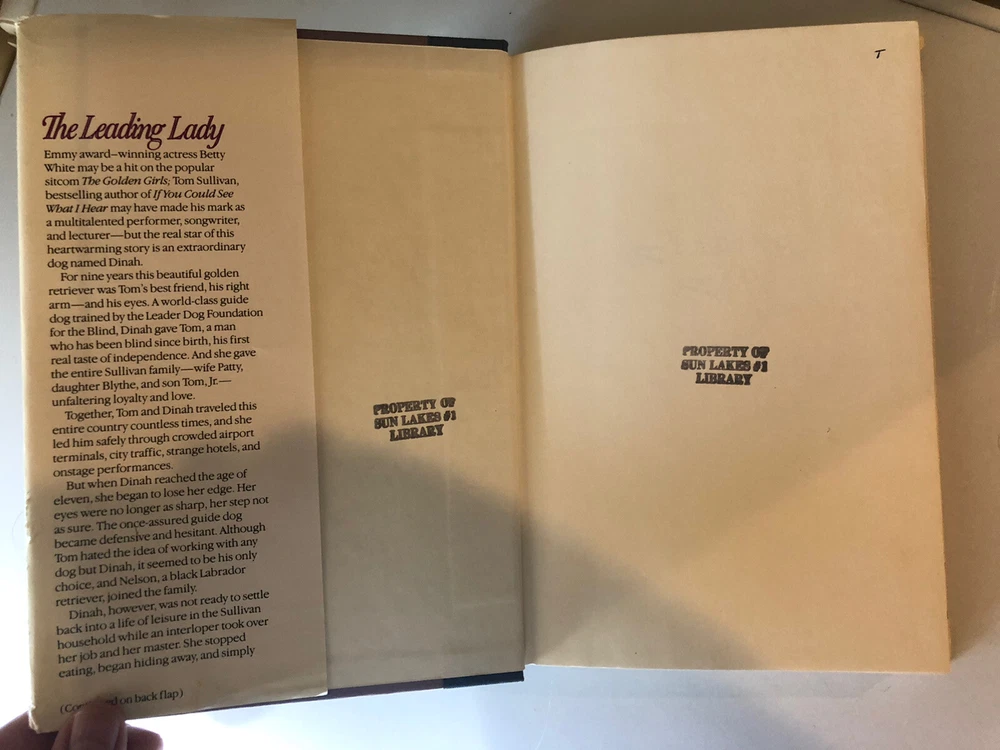 The Leading Lady
Emmy award–winning actress Betty
White may be a hit on the popular
sitcom The Golden Girls; Tom Sullivan,
bestselling author of If You Could See
What I Hear may have made his mark as
a multitalented performer, songwriter,
and lecturer—but the real star of this
heartwarming story is an extraordinary
dog named Dinah.
For nine years this beautiful golden
retriever was Tom's best friend, his right
arm—and his eyes. A world-class guide
dog trained by the Leader Dog Foundation
for the Blind, Dinah gave Tom, a man
who has been blind since birth, his first
real taste of independence. And she gave
the entire Sullivan family—wife Patty,
daughter Blythe, and son Tom, Jr.—
unfaltering loyalty and love.
Together, Tom and Dinah traveled this
entire country countless times, and she
led him safely through crowded airport
terminals, city traffic, strange hotels, and
onstage performances.
But when Dinah reached the age of
eleven, she began to lose her edge. Her
eyes were no longer as sharp, her step not
as sure. The once-assured guide dog
became defensive and hesitant. Although
Tom hated the idea of working with any
dog but Dinah, it seemed to be his only
choice, and Nelson, a black Labrador
retriever, joined the family.
Dinah, however, was not ready to settle
back into a life of leisure in the Sullivan
household while an interloper took over
her job and her master. She stopped
eating, began hiding away, and simply
on back flap)
PROPERTY OF
SUN LAKES #1
LIBRARY
T
PROPERTY OF
SUN LAKES #1
LIBRARY